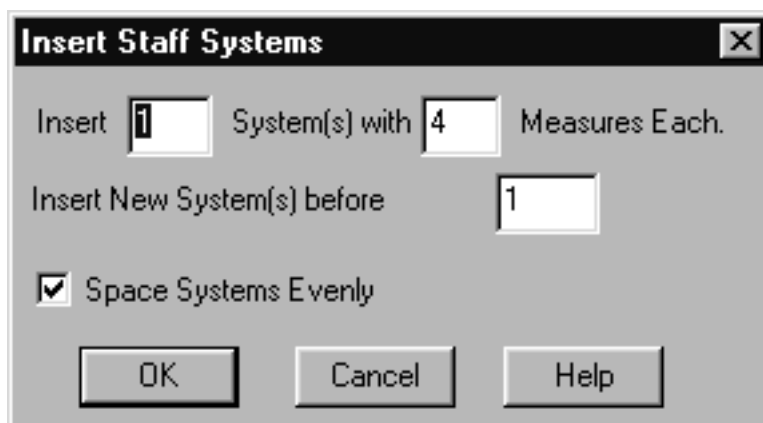 Insert Staff Systems
Insert 1 System(s) with 4 Measures Each.
Insert New System(s) before 1
Space Systems Evenly
OK Cancel Help